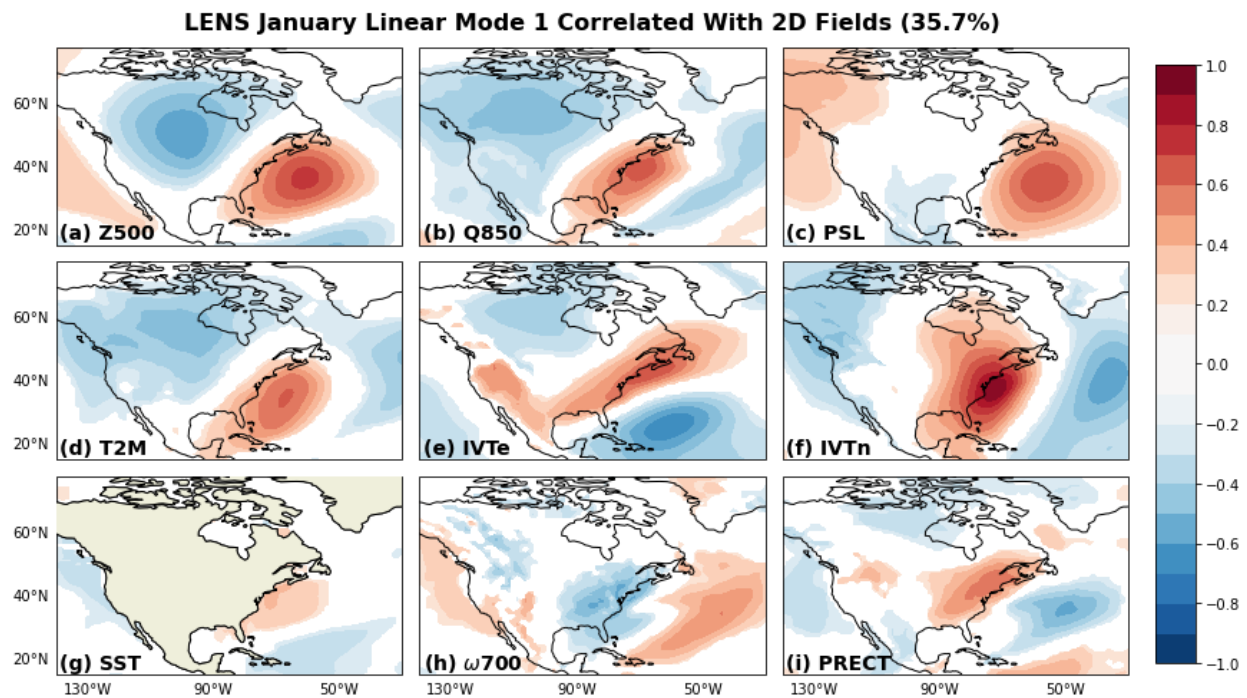 LENS January Linear Mode 1 Correlated With 2D Fields (35.7%)
60°N
40°N
20°N
(a) Z500
(b) Q850
(c) PSL
60°N
40°N
20°N
(d) T2M
(e) IVTe
(f) IVTn
60°N
40°N
20°N
(g) SST
(h) ω700
(i) PRECT
130°W
90°W
50°W
130°W
90°W
50°W
130°W
90°W
50°W
1.0
0.8
0.6
0.4
0.2
0.0
−0.2
−0.4
−0.6
−0.8
−1.0